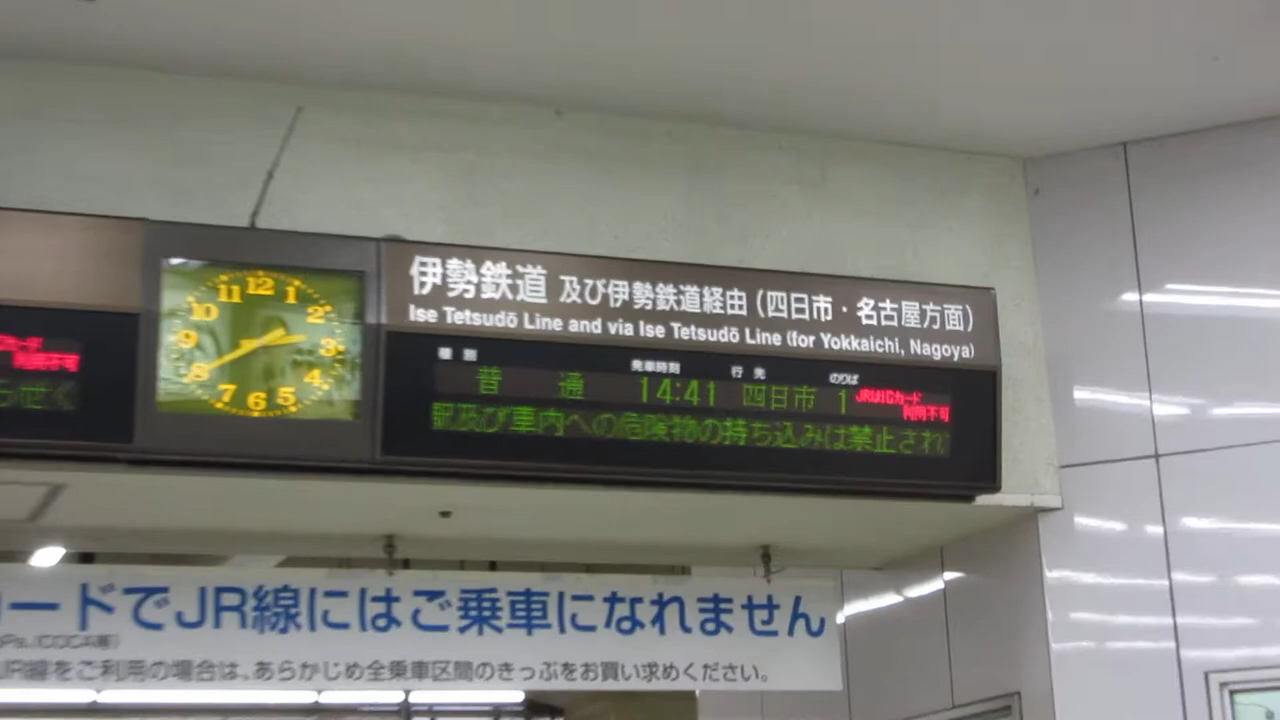 伊勢鉄道 及び伊勢鉄道経由（四日市・名古屋方面）
Ise Tetsudō Line and via Ise Tetsudō Line (for Yokkaichi, Nagoya)
種別 発車時刻 行先 のりば
普通 14:41 四日市 1 JR以外ICカード
利用不可
駅及び車内への危険物の持ち込みは禁止され
12 1 2 3 4 5 6 7 8 9 10 11
ードでJR線にはご乗車になれません
JR線をご利用の場合は、あらかじめ全乗車区間のきっぷをお買い求めください。